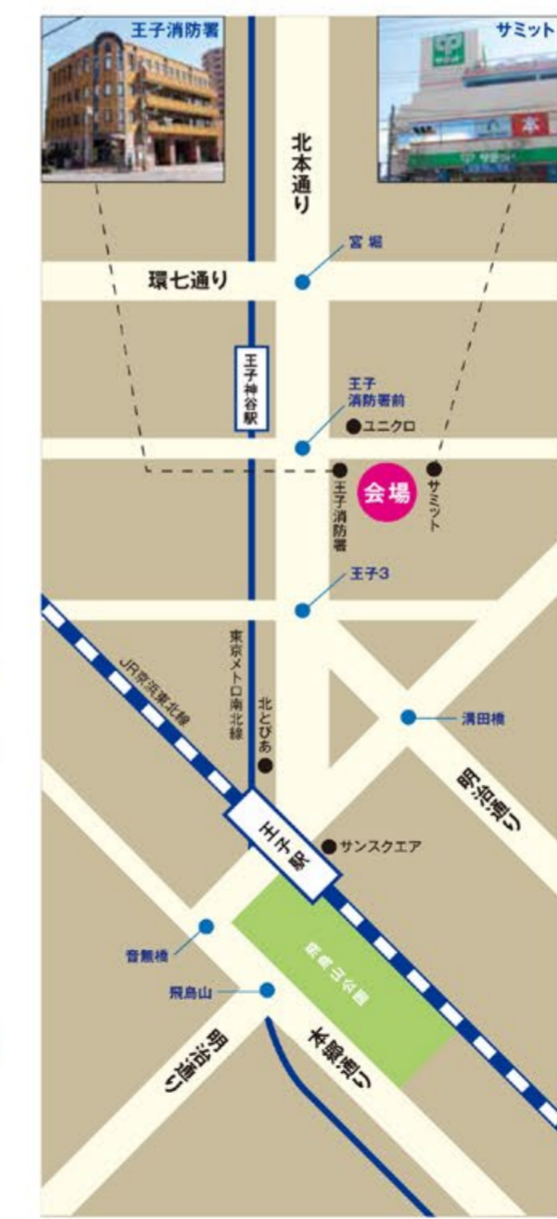 王子消防署
サミット
本
北本通り
宮堀
環七通り
王子神谷駅
王子
消防署前
ユニクロ
会場
王子消防署
サミット
王子3
東京メトロ南北線
JR京浜東北線
北とぴあ
溝田橋
明治通り
王子駅
サンスクエア
音無橋
飛鳥山公園
飛鳥山
明治通り
本郷通り